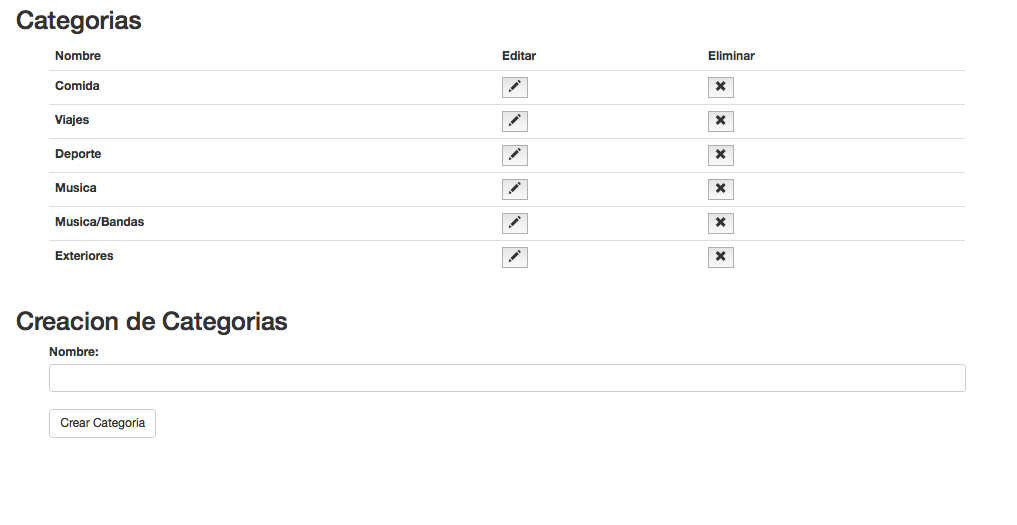 Categorias
Nombre Editar Eliminar
Comida
Viajes
Deporte
Musica
Musica/Bandas
Exteriores
Creacion de Categorias
Nombre:
Crear Categoria